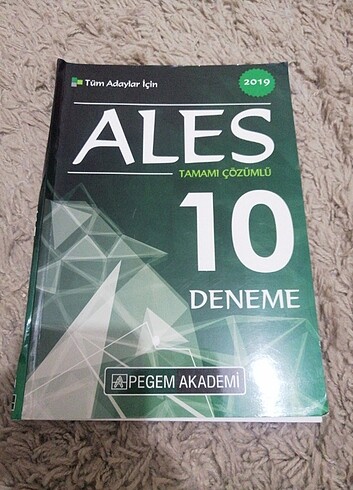 Tüm Adaylar İçin
2019
ALES
TAMAMI ÇÖZÜMLÜ
10
DENEME
PEGEM AKADEMİ